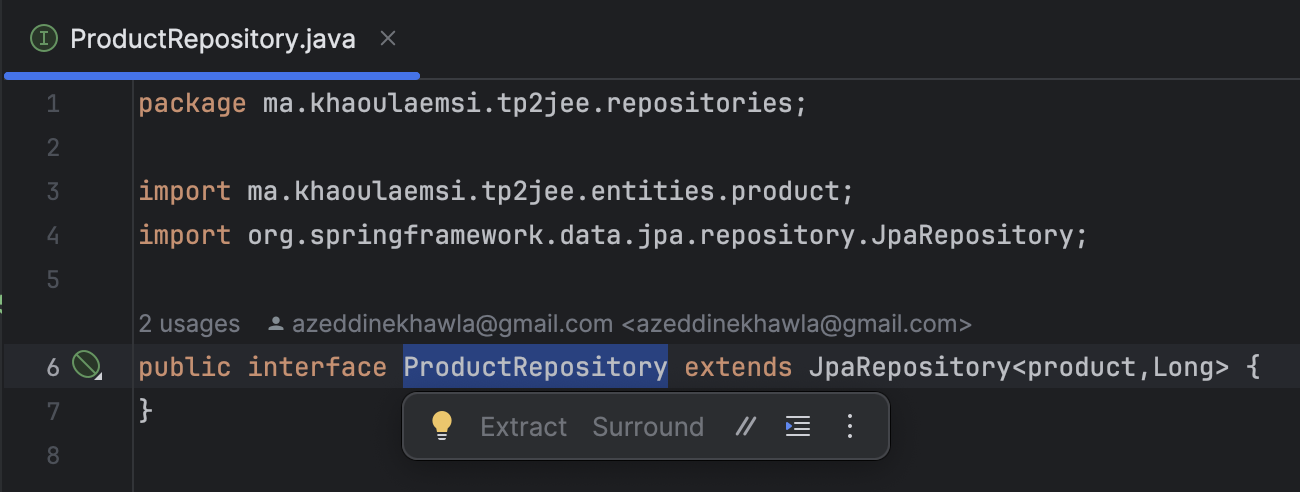 ProductRepository.java
1 package ma.khaoulaemsi.tp2jee.repositories;
2
3 import ma.khaoulaemsi.tp2jee.entities.product;
4 import org.springframework.data.jpa.repository.JpaRepository;
5
2 usages azeddinekhawla@gmail.com <azeddinekhawla@gmail.com>
6 public interface ProductRepository extends JpaRepository<product,Long> {
7 }
Extract Surround //
8